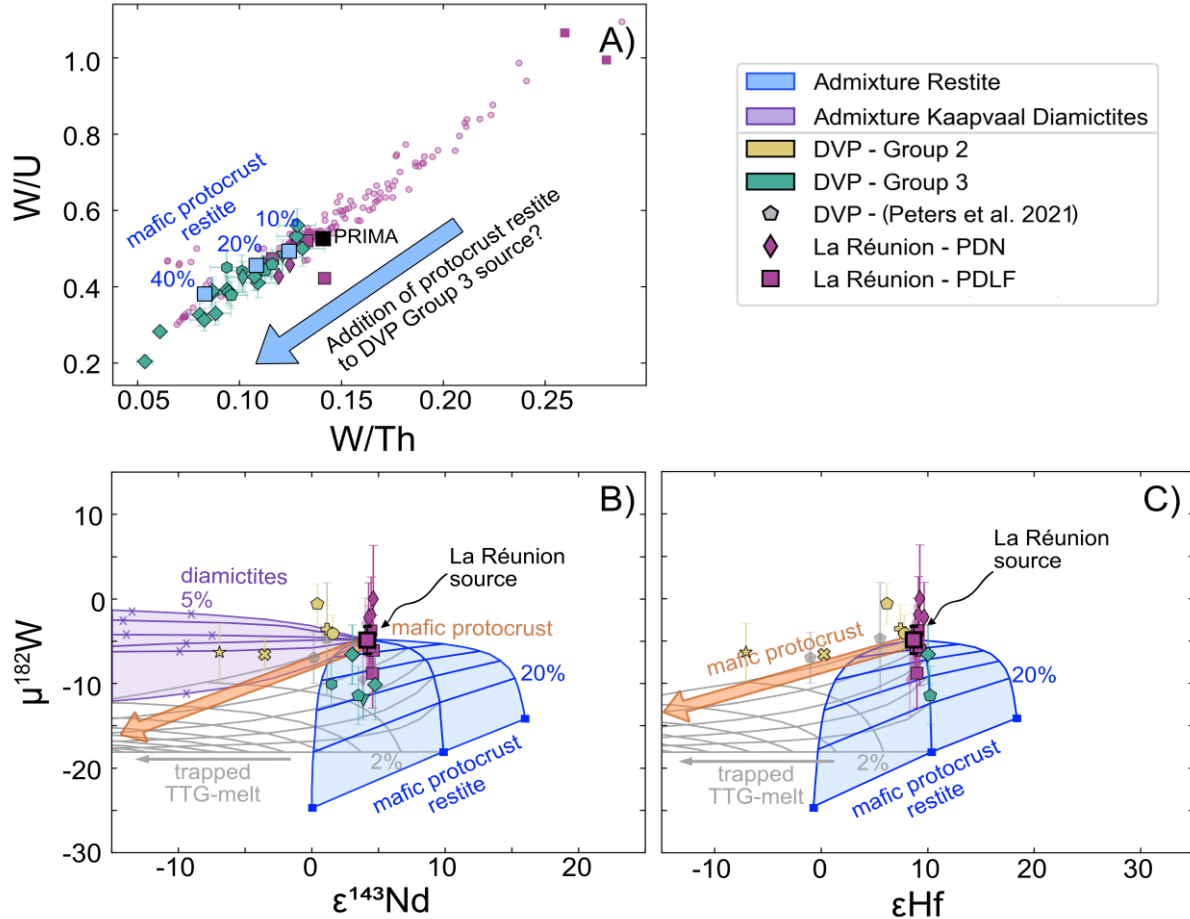 A)
W/U
1.0
0.8
0.6
0.4
0.2
mafic protocrust
restite
10%
20%
40%
PRIMA
Addition of protocrust restite
to DVP Group 3 source?
0.05
0.10
0.15
0.20
0.25
W/Th
Admixture Restite
Admixture Kaapvaal Diamictites
DVP - Group 2
DVP - Group 3
DVP - (Peters et al. 2021)
La Réunion - PDN
La Réunion - PDLF
B)
μ¹⁸²W
10
0
-10
-20
-30
diamictites
5%
La Réunion
source
mafic protocrust
20%
2%
trapped
TTG-melt
mafic protocrust
restite
-10
0
10
20
ε¹⁴³Nd
C)
10
0
-10
-20
-30
La Réunion
source
mafic protocrust
20%
2%
trapped
TTG-melt
mafic protocrust
restite
-10
0
10
20
30
εHf